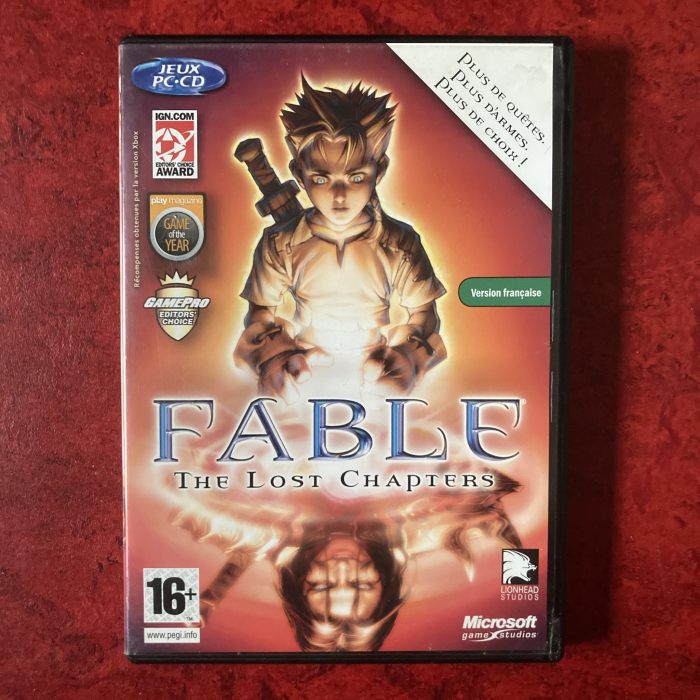 JEUX
PC•CD
PLUS DE QUÊTES.
PLUS D'ARMES.
PLUS DE CHOIX !
IGN.COM
EDITORS' CHOICE
AWARD
Récompenses obtenues par la version Xbox
play magazine
GAME
of the
YEAR
GAMEPRO
EDITORS'
CHOICE
Version française
FABLE
THE LOST CHAPTERS
16+
TM
www.pegi.info
LIONHEAD
STUDIOS
Microsoft
game studios